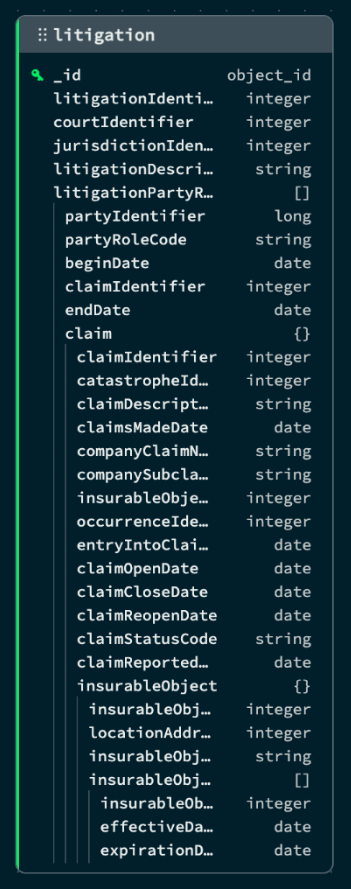 litigation
_id object_id
litigationIdenti… integer
courtIdentifier integer
jurisdictionIden… integer
litigationDescri… string
litigationPartyR… []
partyIdentifier long
partyRoleCode string
beginDate date
claimIdentifier integer
endDate date
claim {}
claimIdentifier integer
catastropheId… integer
claimDescript… string
claimsMadeDate date
companyClaimN… string
companySubcla… string
insurableObje… integer
occurrenceIde… integer
entryIntoClai… date
claimOpenDate date
claimCloseDate date
claimReopenDate date
claimStatusCode string
claimReported… date
insurableObject {}
insurableObj… integer
locationAddr… integer
insurableObj… string
insurableObj… []
insurableOb… integer
effectiveDa… date
expirationD… date